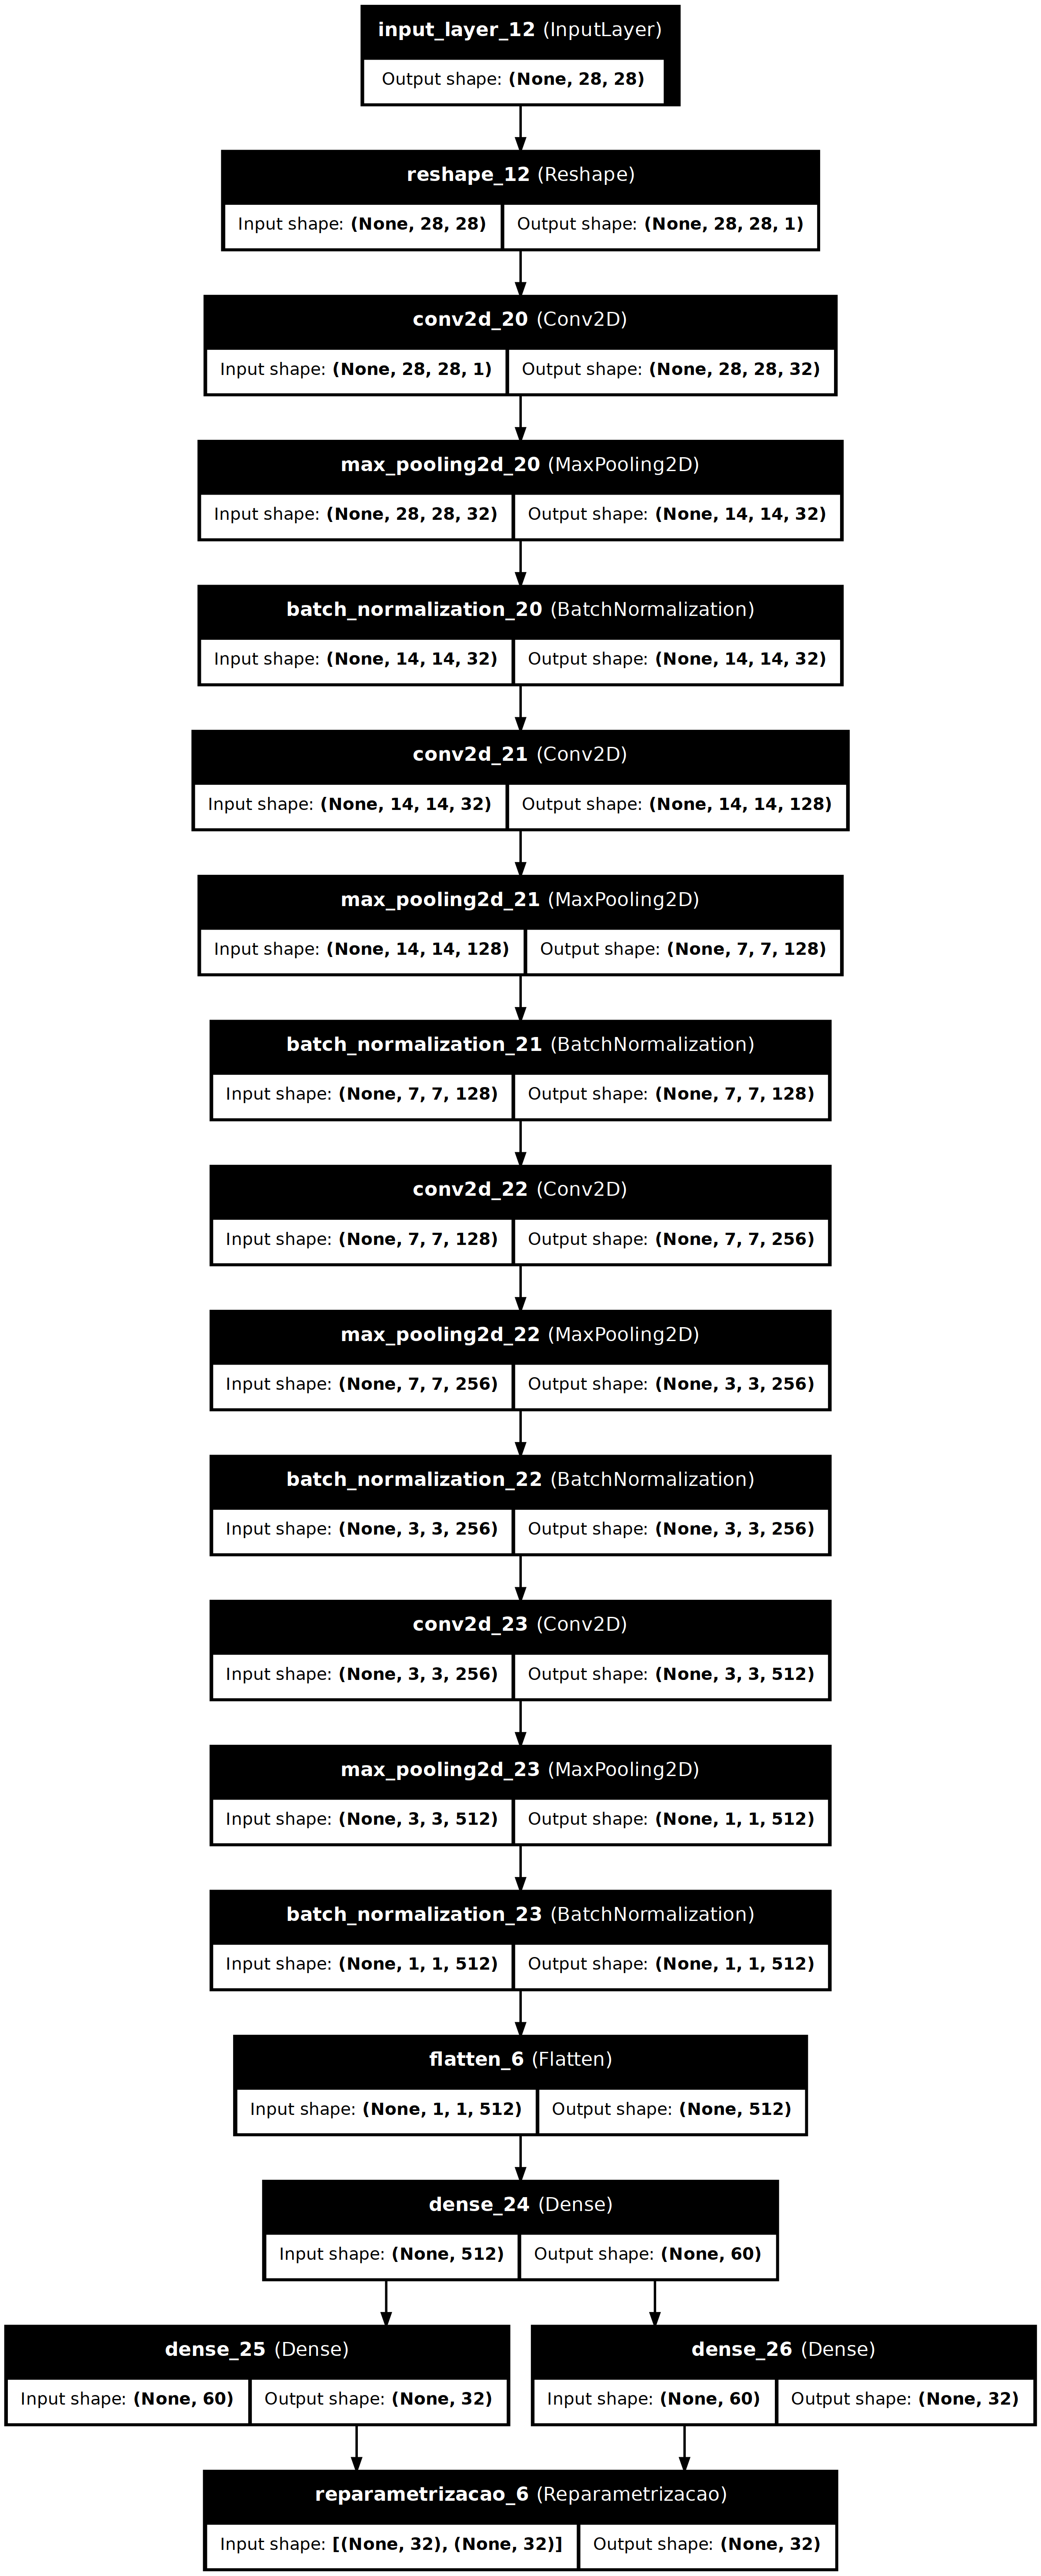 input_layer_12 (InputLayer)
Output shape: (None, 28, 28)
reshape_12 (Reshape)
Input shape: (None, 28, 28) Output shape: (None, 28, 28, 1)
conv2d_20 (Conv2D)
Input shape: (None, 28, 28, 1) Output shape: (None, 28, 28, 32)
max_pooling2d_20 (MaxPooling2D)
Input shape: (None, 28, 28, 32) Output shape: (None, 14, 14, 32)
batch_normalization_20 (BatchNormalization)
Input shape: (None, 14, 14, 32) Output shape: (None, 14, 14, 32)
conv2d_21 (Conv2D)
Input shape: (None, 14, 14, 32) Output shape: (None, 14, 14, 128)
max_pooling2d_21 (MaxPooling2D)
Input shape: (None, 14, 14, 128) Output shape: (None, 7, 7, 128)
batch_normalization_21 (BatchNormalization)
Input shape: (None, 7, 7, 128) Output shape: (None, 7, 7, 128)
conv2d_22 (Conv2D)
Input shape: (None, 7, 7, 128) Output shape: (None, 7, 7, 256)
max_pooling2d_22 (MaxPooling2D)
Input shape: (None, 7, 7, 256) Output shape: (None, 3, 3, 256)
batch_normalization_22 (BatchNormalization)
Input shape: (None, 3, 3, 256) Output shape: (None, 3, 3, 256)
conv2d_23 (Conv2D)
Input shape: (None, 3, 3, 256) Output shape: (None, 3, 3, 512)
max_pooling2d_23 (MaxPooling2D)
Input shape: (None, 3, 3, 512) Output shape: (None, 1, 1, 512)
batch_normalization_23 (BatchNormalization)
Input shape: (None, 1, 1, 512) Output shape: (None, 1, 1, 512)
flatten_6 (Flatten)
Input shape: (None, 1, 1, 512) Output shape: (None, 512)
dense_24 (Dense)
Input shape: (None, 512) Output shape: (None, 60)
dense_25 (Dense)
Input shape: (None, 60) Output shape: (None, 32)
dense_26 (Dense)
Input shape: (None, 60) Output shape: (None, 32)
reparametrizacao_6 (Reparametrizacao)
Input shape: [(None, 32), (None, 32)] Output shape: (None, 32)